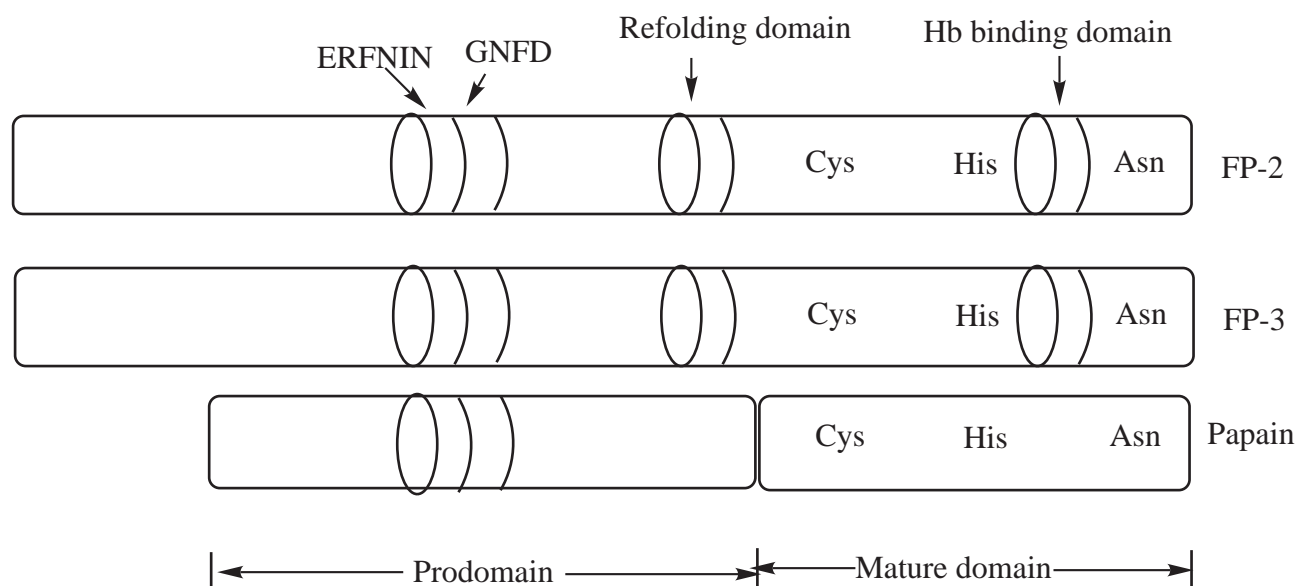 Refolding domain
Hb binding domain
ERFNIN
GNFD
Cys His Asn FP-2
Cys His Asn FP-3
Cys His Asn Papain
Prodomain Mature domain